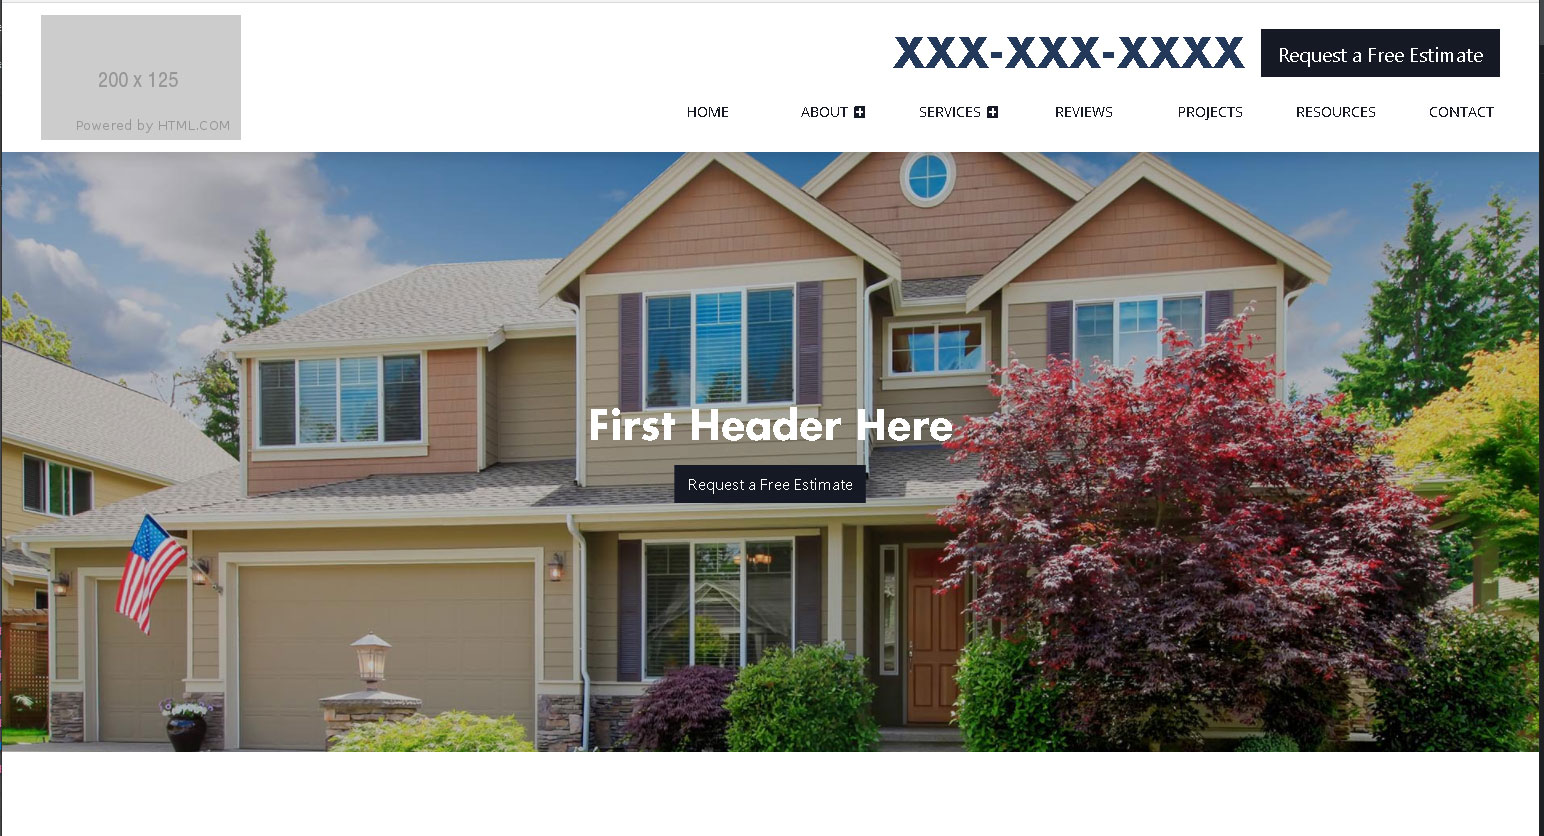 200 x 125
Powered by HTML.COM
XXX-XXX-XXXX
Request a Free Estimate
HOME
ABOUT
SERVICES
REVIEWS
PROJECTS
RESOURCES
CONTACT
First Header Here
Request a Free Estimate